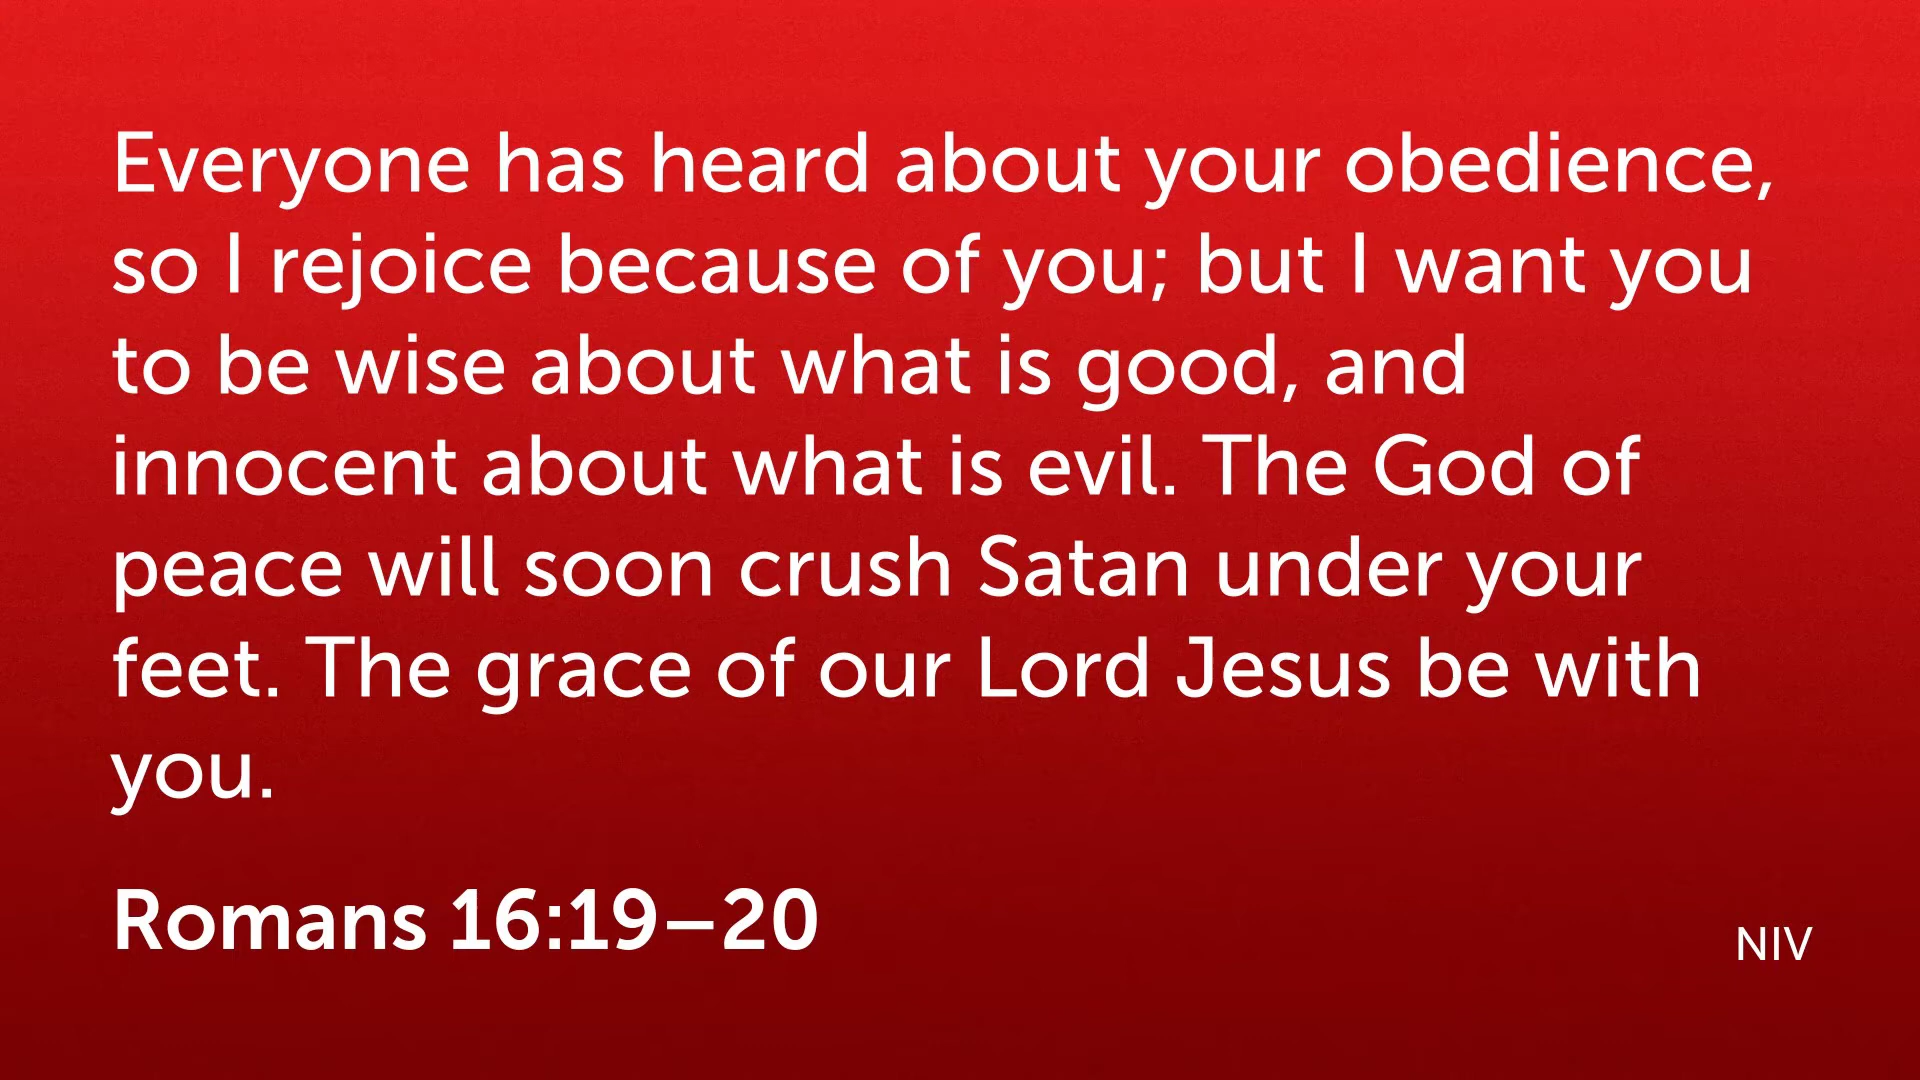 Everyone has heard about your obedience,
so I rejoice because of you; but I want you
to be wise about what is good, and
innocent about what is evil. The God of
peace will soon crush Satan under your
feet. The grace of our Lord Jesus be with
you.
Romans 16:19–20
NIV